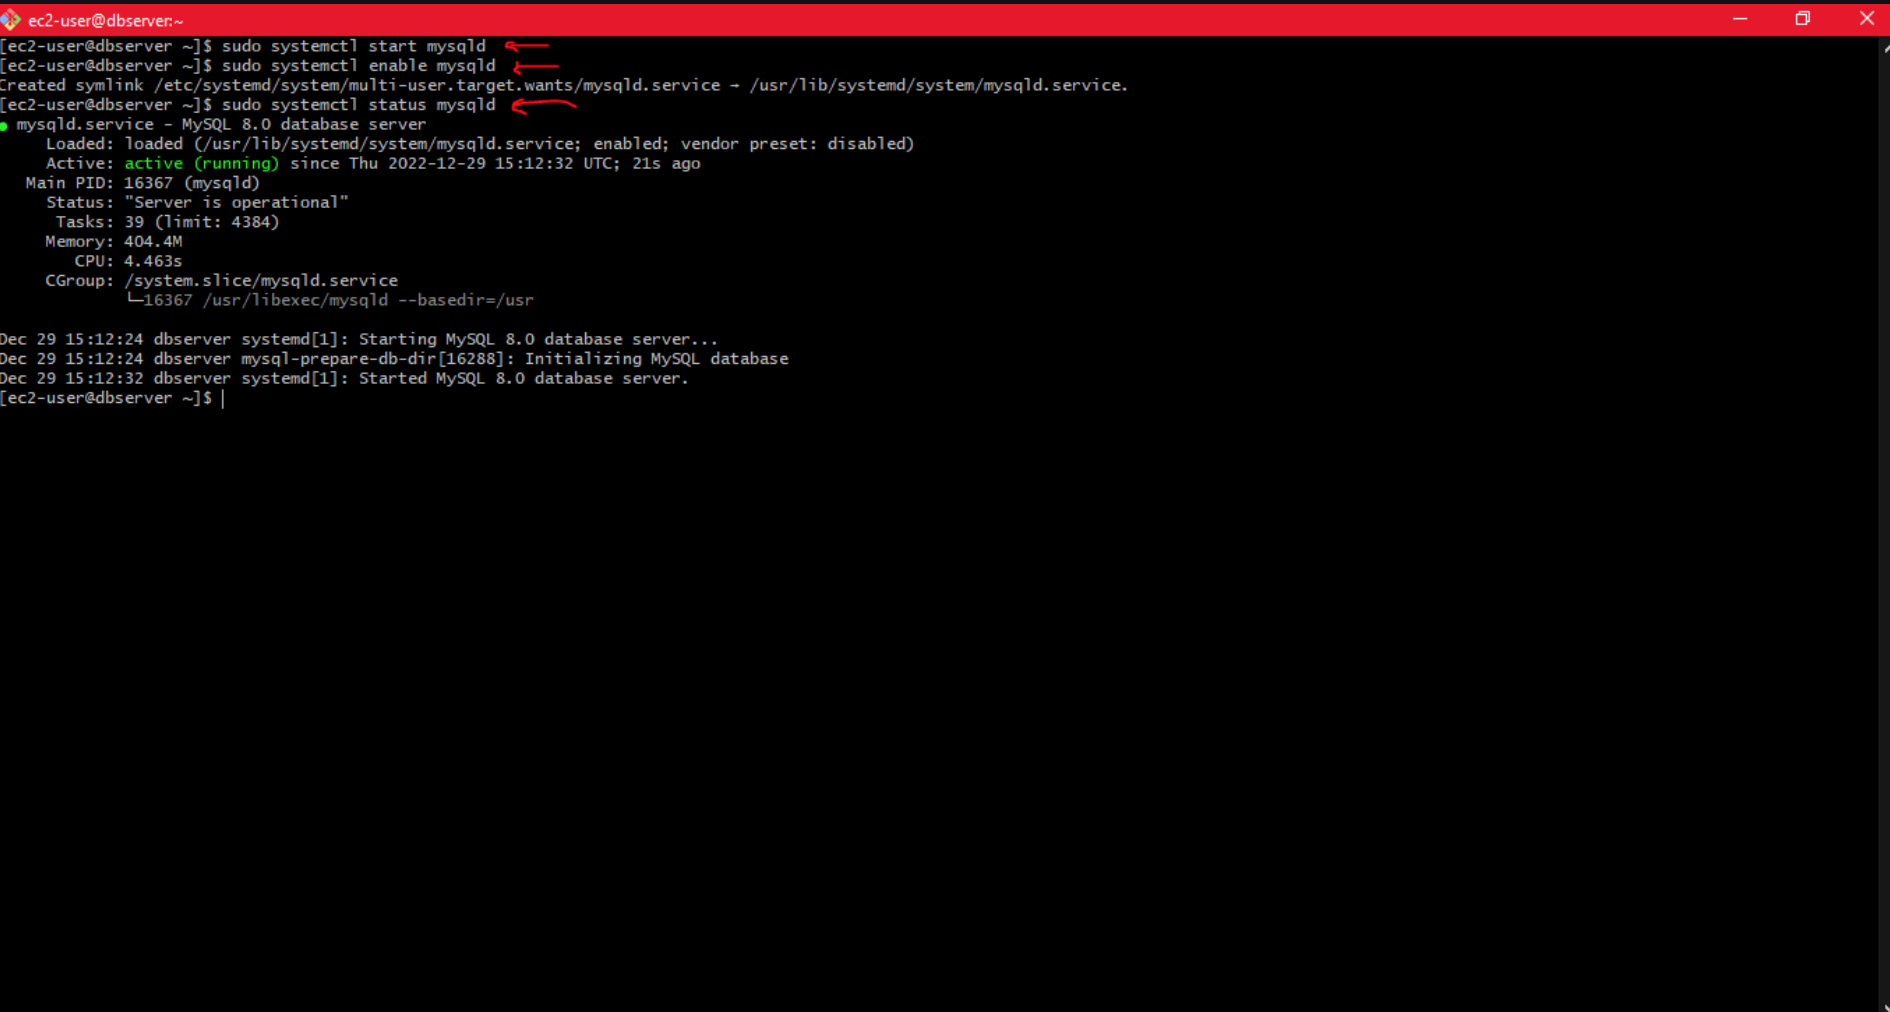 ec2-user@dbserver:~
[ec2-user@dbserver ~]$ sudo systemctl start mysqld
[ec2-user@dbserver ~]$ sudo systemctl enable mysqld
Created symlink /etc/systemd/system/multi-user.target.wants/mysqld.service → /usr/lib/systemd/system/mysqld.service.
[ec2-user@dbserver ~]$ sudo systemctl status mysqld
● mysqld.service - MySQL 8.0 database server
Loaded: loaded (/usr/lib/systemd/system/mysqld.service; enabled; vendor preset: disabled)
Active: active (running) since Thu 2022-12-29 15:12:32 UTC; 21s ago
Main PID: 16367 (mysqld)
Status: "Server is operational"
Tasks: 39 (limit: 4384)
Memory: 404.4M
CPU: 4.463s
CGroup: /system.slice/mysqld.service
└─16367 /usr/libexec/mysqld --basedir=/usr
Dec 29 15:12:24 dbserver systemd[1]: Starting MySQL 8.0 database server...
Dec 29 15:12:24 dbserver mysql-prepare-db-dir[16288]: Initializing MySQL database
Dec 29 15:12:32 dbserver systemd[1]: Started MySQL 8.0 database server.
[ec2-user@dbserver ~]$